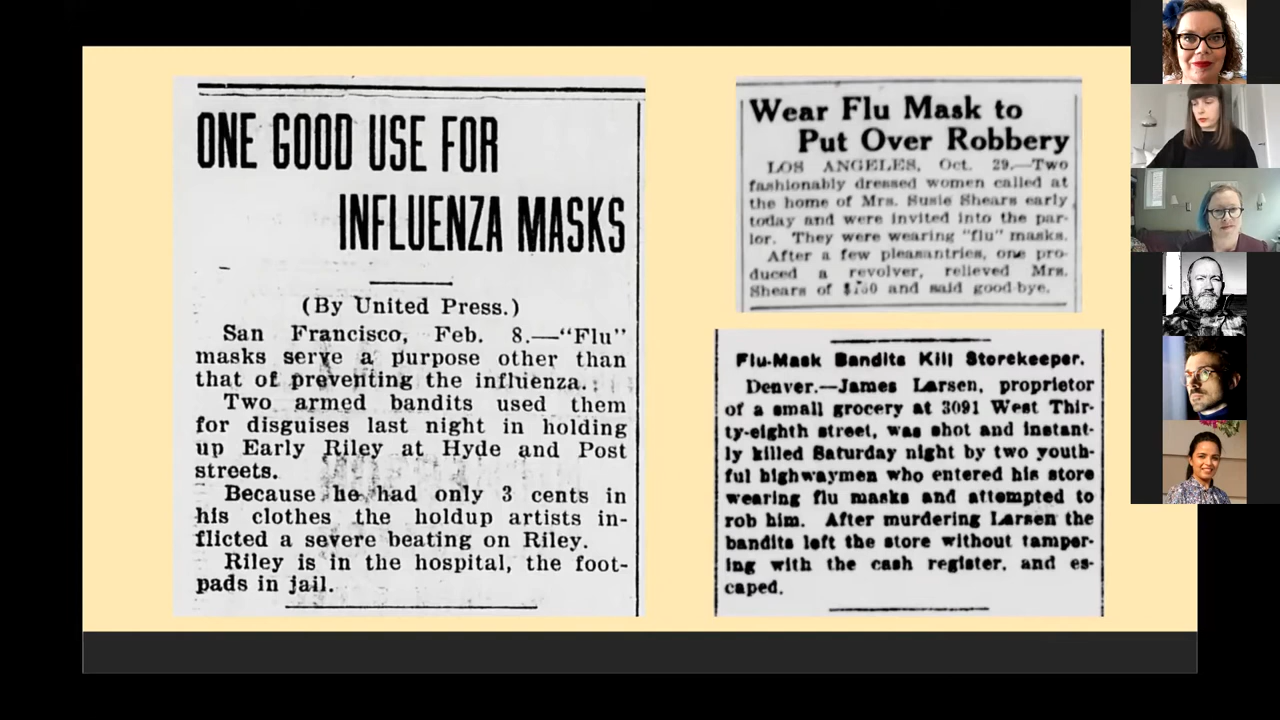 ONE GOOD USE FOR
INFLUENZA MASKS
(By United Press.)
San Francisco, Feb. 8.—“Flu”
masks serve a purpose other than
that of preventing the influenza.
Two armed bandits used them
for disguises last night in holding
up Early Riley at Hyde and Post
streets.
Because he had only 3 cents in
his clothes the holdup artists in-
flicted a severe beating on Riley.
Riley is in the hospital, the foot-
pads in jail.
Wear Flu Mask to
Put Over Robbery
LOS ANGELES, Oct. 29.—Two
fashionably dressed women called at
the home of Mrs. Susie Shears early
today and were invited into the par-
lor. They were wearing "flu" masks.
After a few pleasantries, one pro-
duced a revolver, relieved Mrs.
Shears of and said good-bye.
Flu-Mask Bandits Kill Storekeeper.
Denver.—James Larsen, proprietor
of a small grocery at 3091 West Thir-
ty-eighth street, was shot and instant-
ly killed Saturday night by two youth-
ful highwaymen who entered his store
wearing flu masks and attempted to
rob him. After murdering Larsen the
bandits left the store without tamper-
ing with the cash register, and es-
caped.